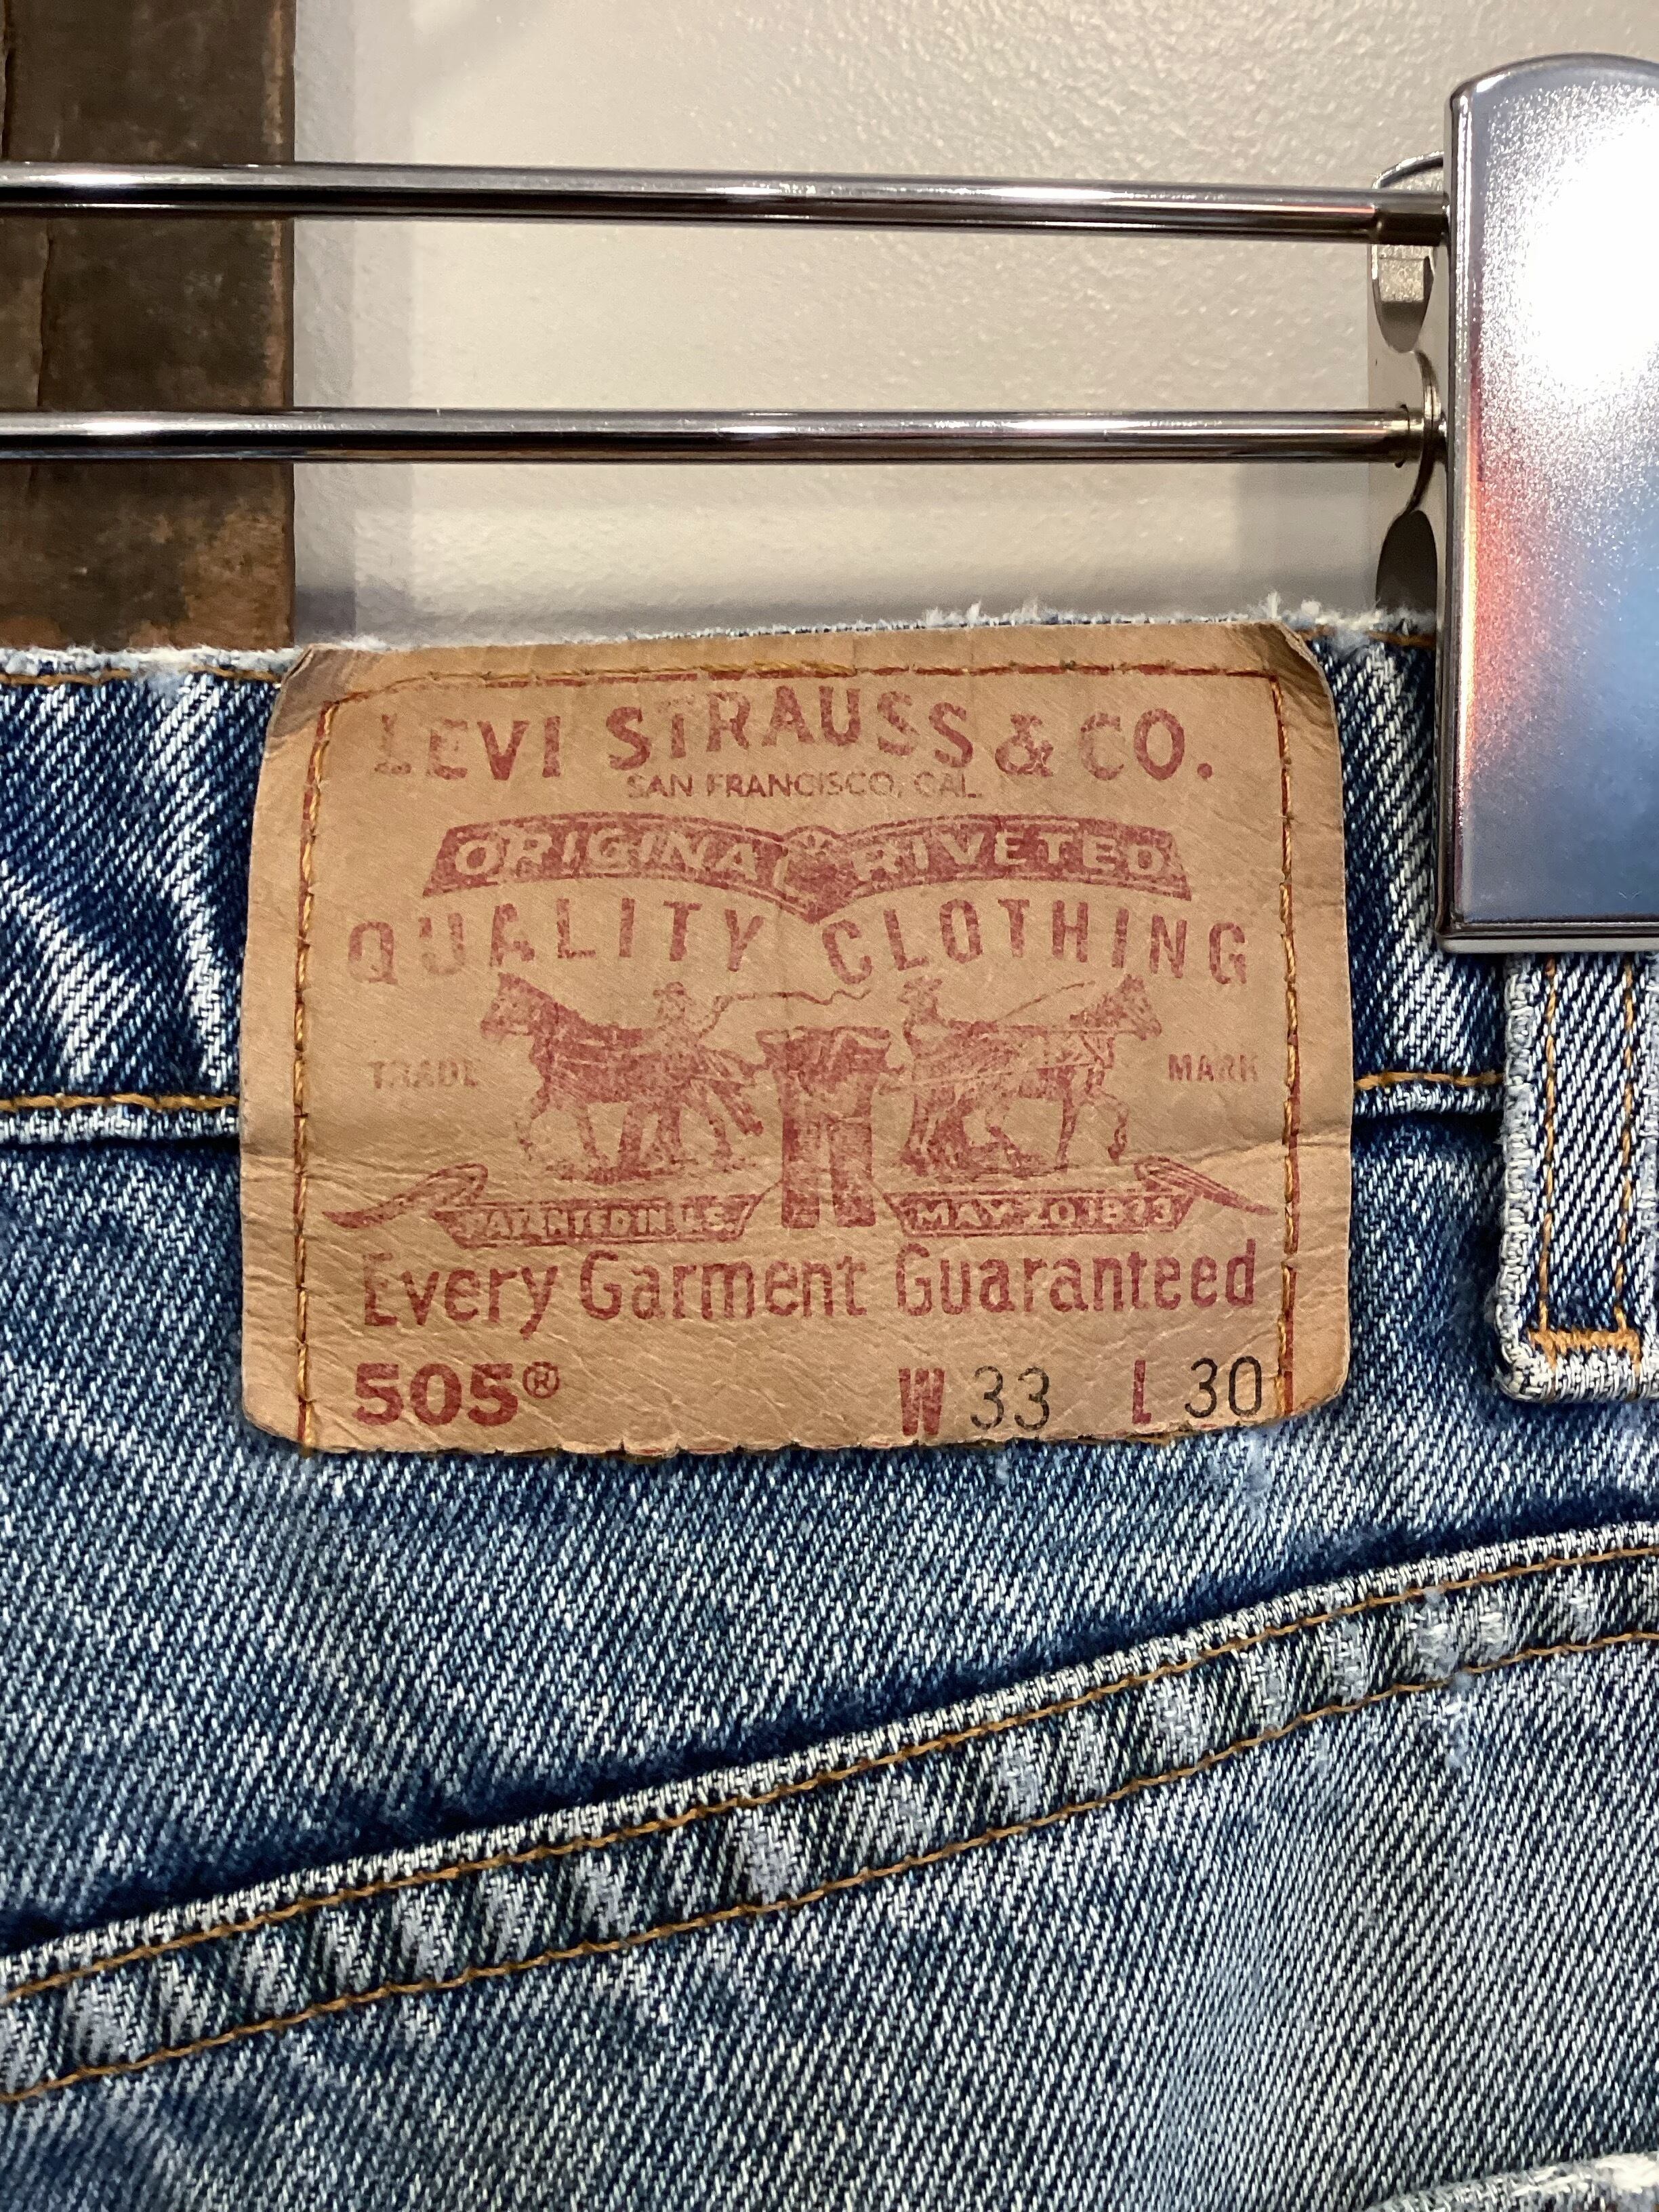 LEVI STRAUSS & CO.
SAN FRANCISCO, CAL.
ORIGINAL RIVETED
QUALITY CLOTHING
TRADE MARK
PATENTED IN U.S. MAY 20 1873
Every Garment Guaranteed
505® W 33 L 30